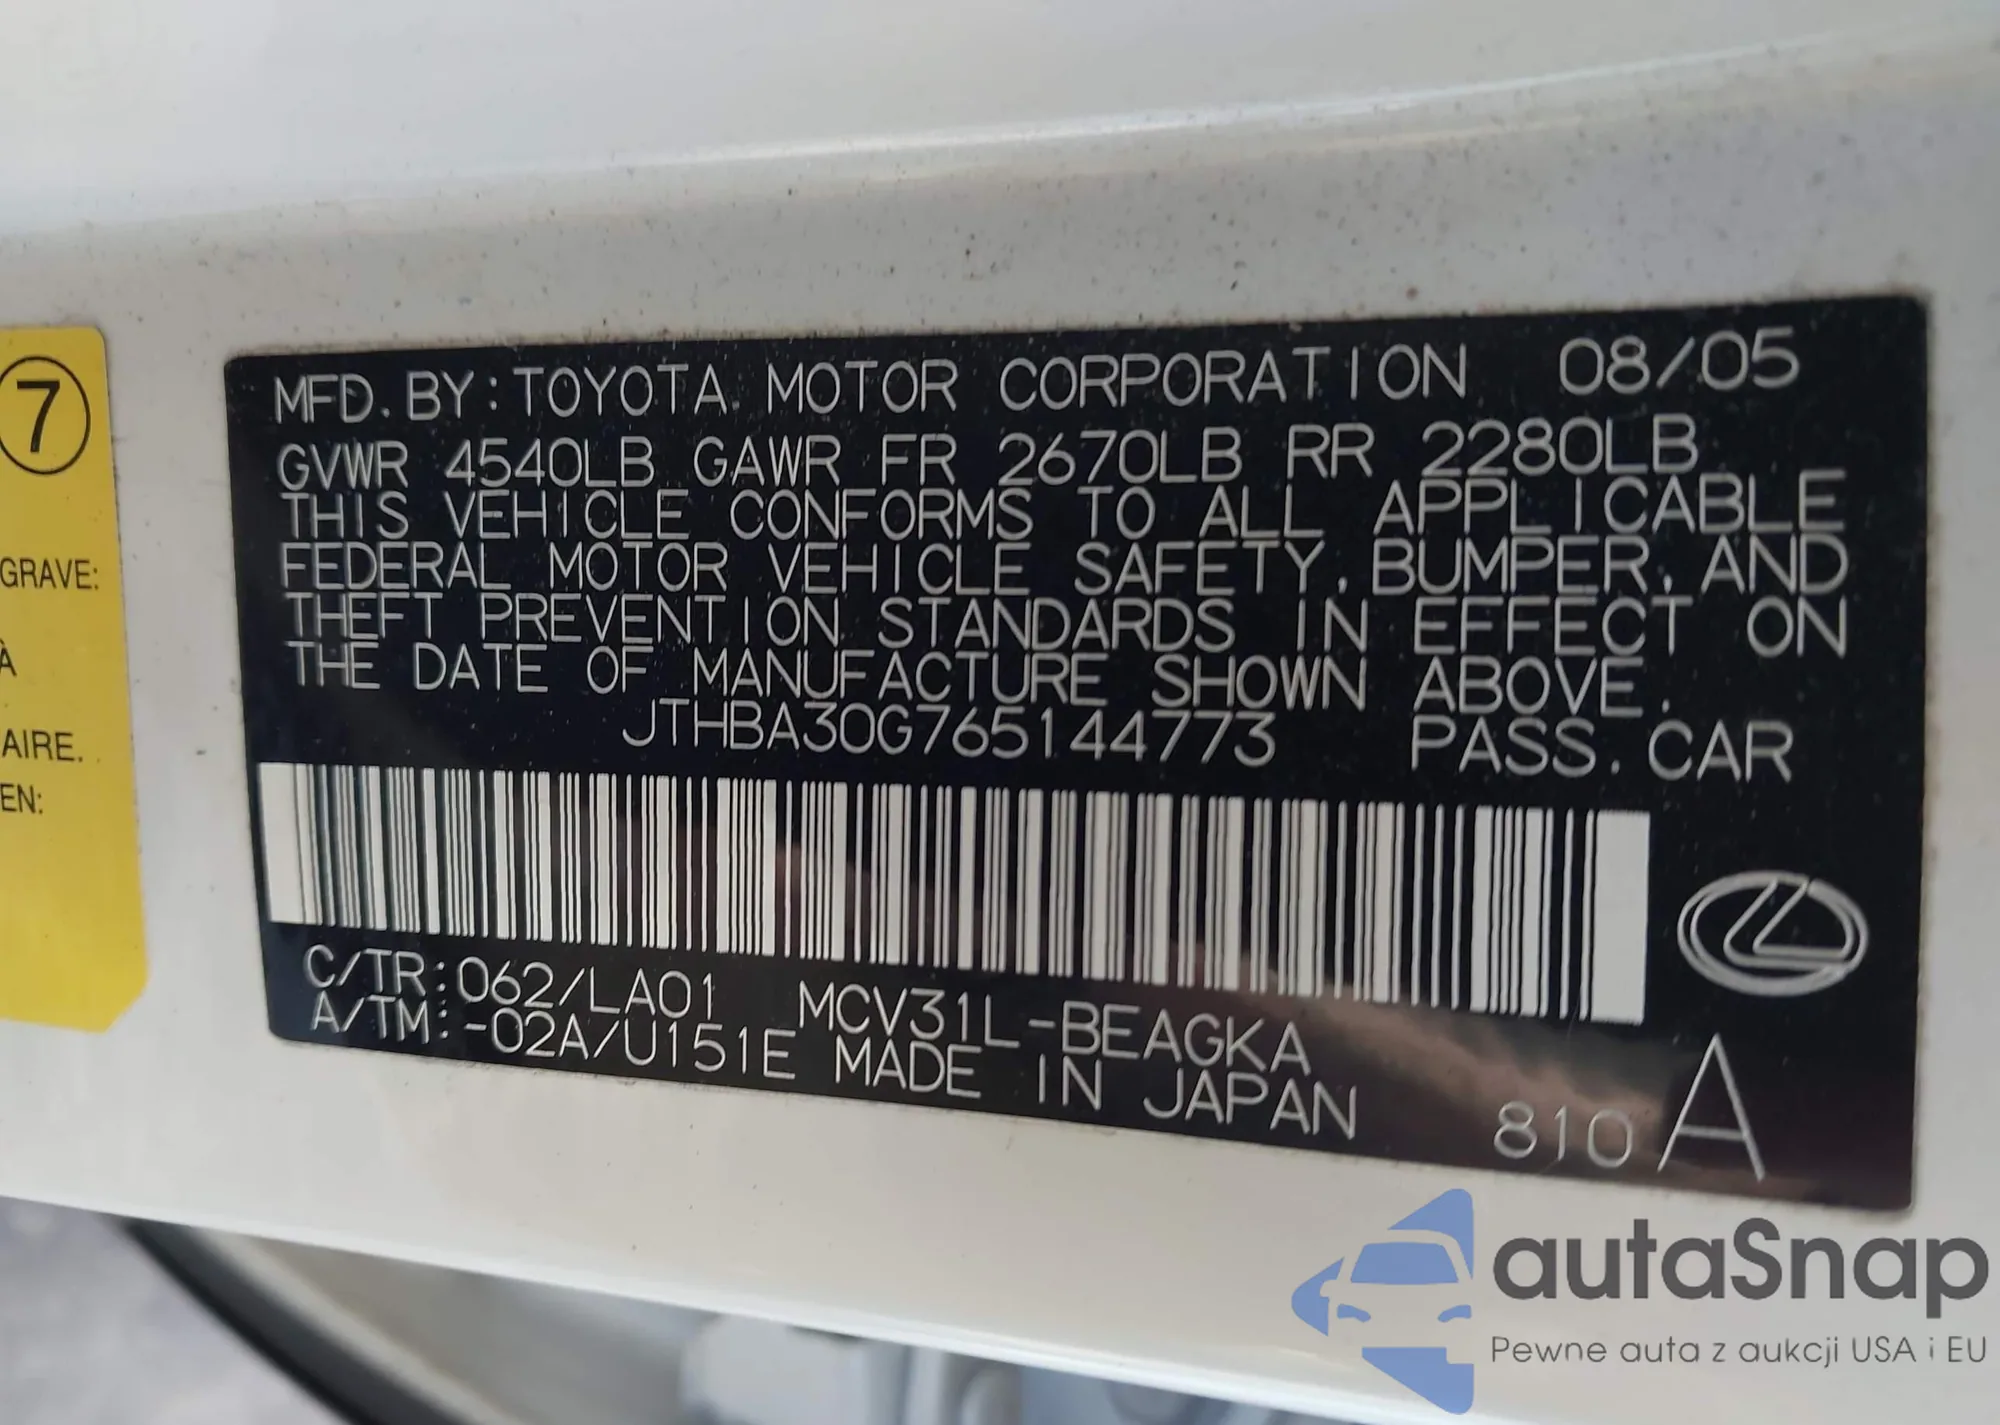 7
GRAVE:
À
AIRE.
EN:
MFD. BY: TOYOTA MOTOR CORPORATION 08/05
GVWR 4540LB GAWR FR 2670LB RR 2280LB
THIS VEHICLE CONFORMS TO ALL APPLICABLE
FEDERAL MOTOR VEHICLE SAFETY, BUMPER, AND
THEFT PREVENTION STANDARDS IN EFFECT ON
THE DATE OF MANUFACTURE SHOWN ABOVE.
JTHBA30G765144773 PASS. CAR
C/TR: 062/LA01 MCV31L-BEAGKA
A/TM: -02A/U151E MADE IN JAPAN
810 A
autaSnap
Pewne auta z aukcji USA i EU